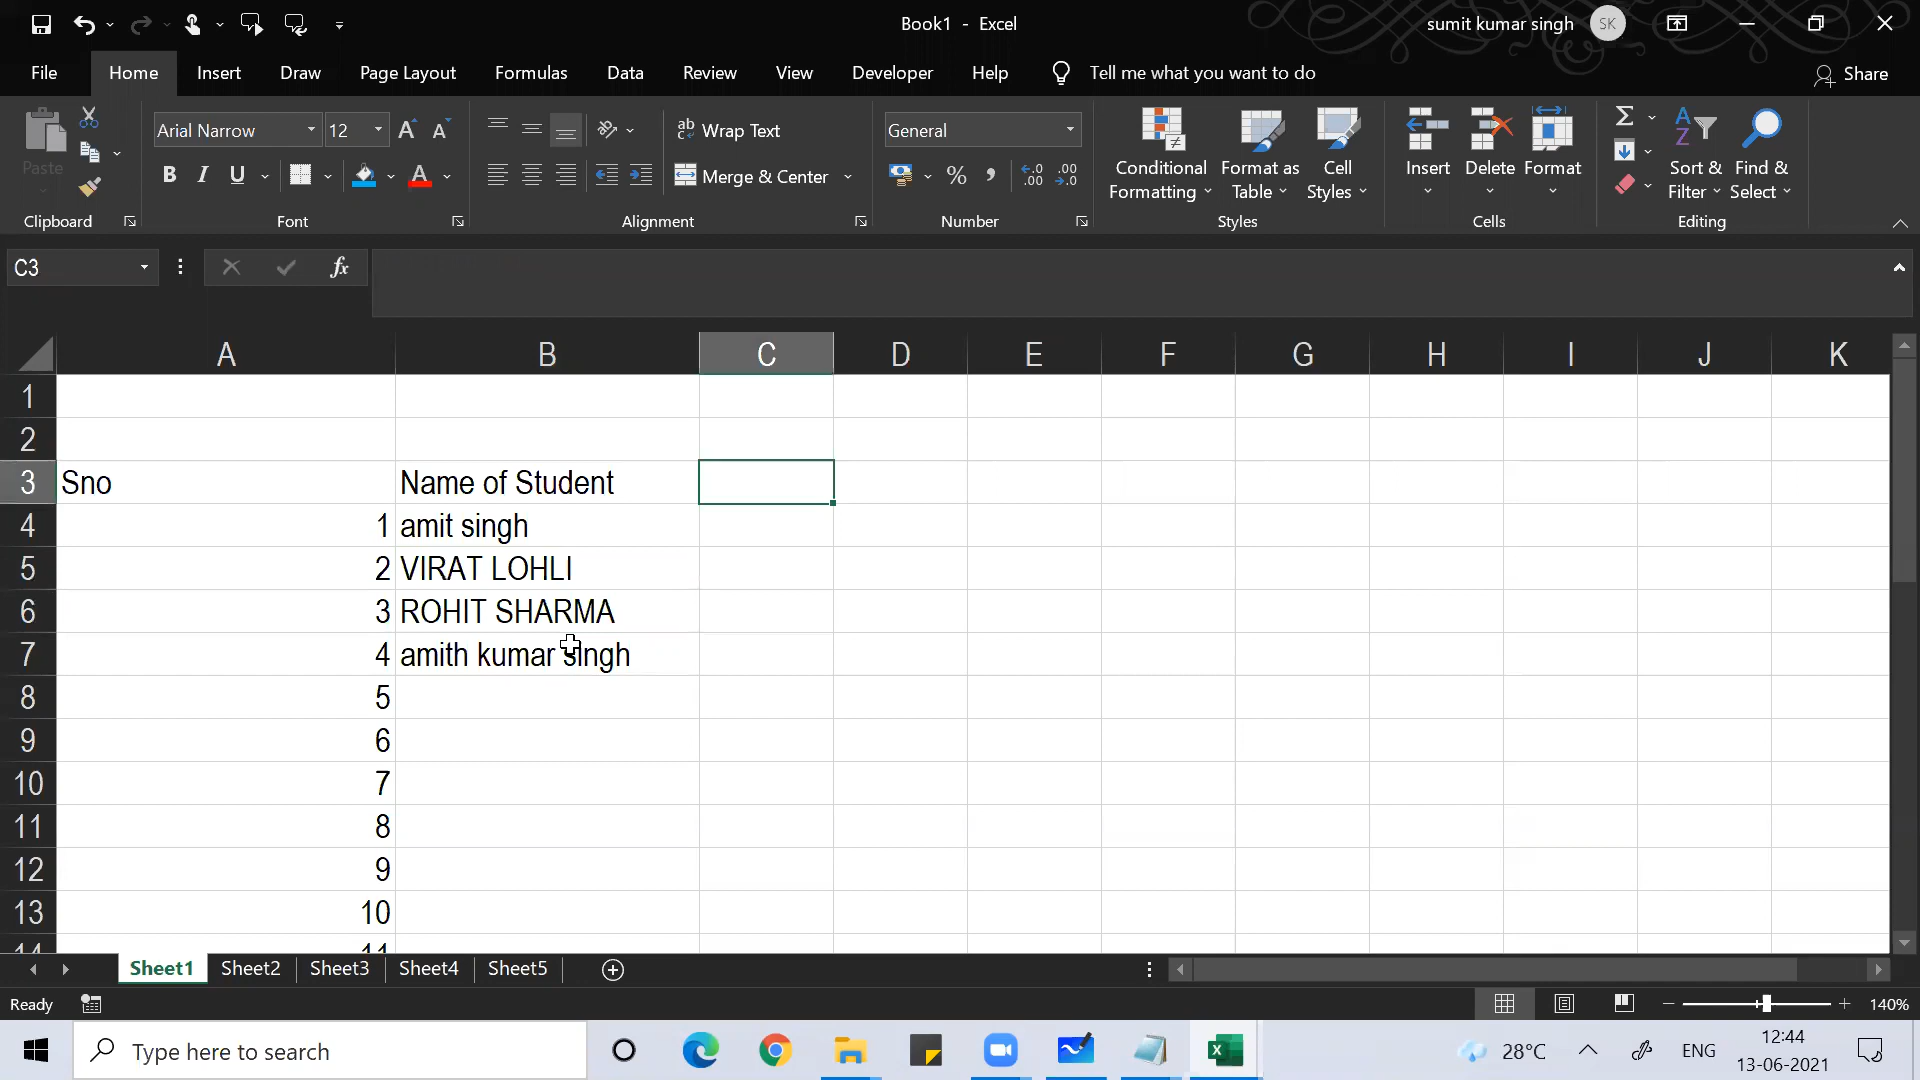 Book1 - Excel
sumit kumar singh SK
File Home Insert Draw Page Layout Formulas Data Review View Developer Help Tell me what you want to do Share
Paste
Arial Narrow 12
Wrap Text
General
B I U
Merge & Center
% , .00
Conditional Formatting
Format as Table
Cell Styles
Insert Delete Format
Sort & Filter
Find & Select
Clipboard Font Alignment Number Styles Cells Editing
C3 fx
A B C D E F G H I J K
1
2
3 Sno Name of Student
4 1 amit singh
5 2 VIRAT LOHLI
6 3 ROHIT SHARMA
7 4 amith kumar singh
8 5
9 6
10 7
11 8
12 9
13 10
14 11
Sheet1 Sheet2 Sheet3 Sheet4 Sheet5
Ready 140%
Type here to search
28°C ENG 12:44
13-06-2021